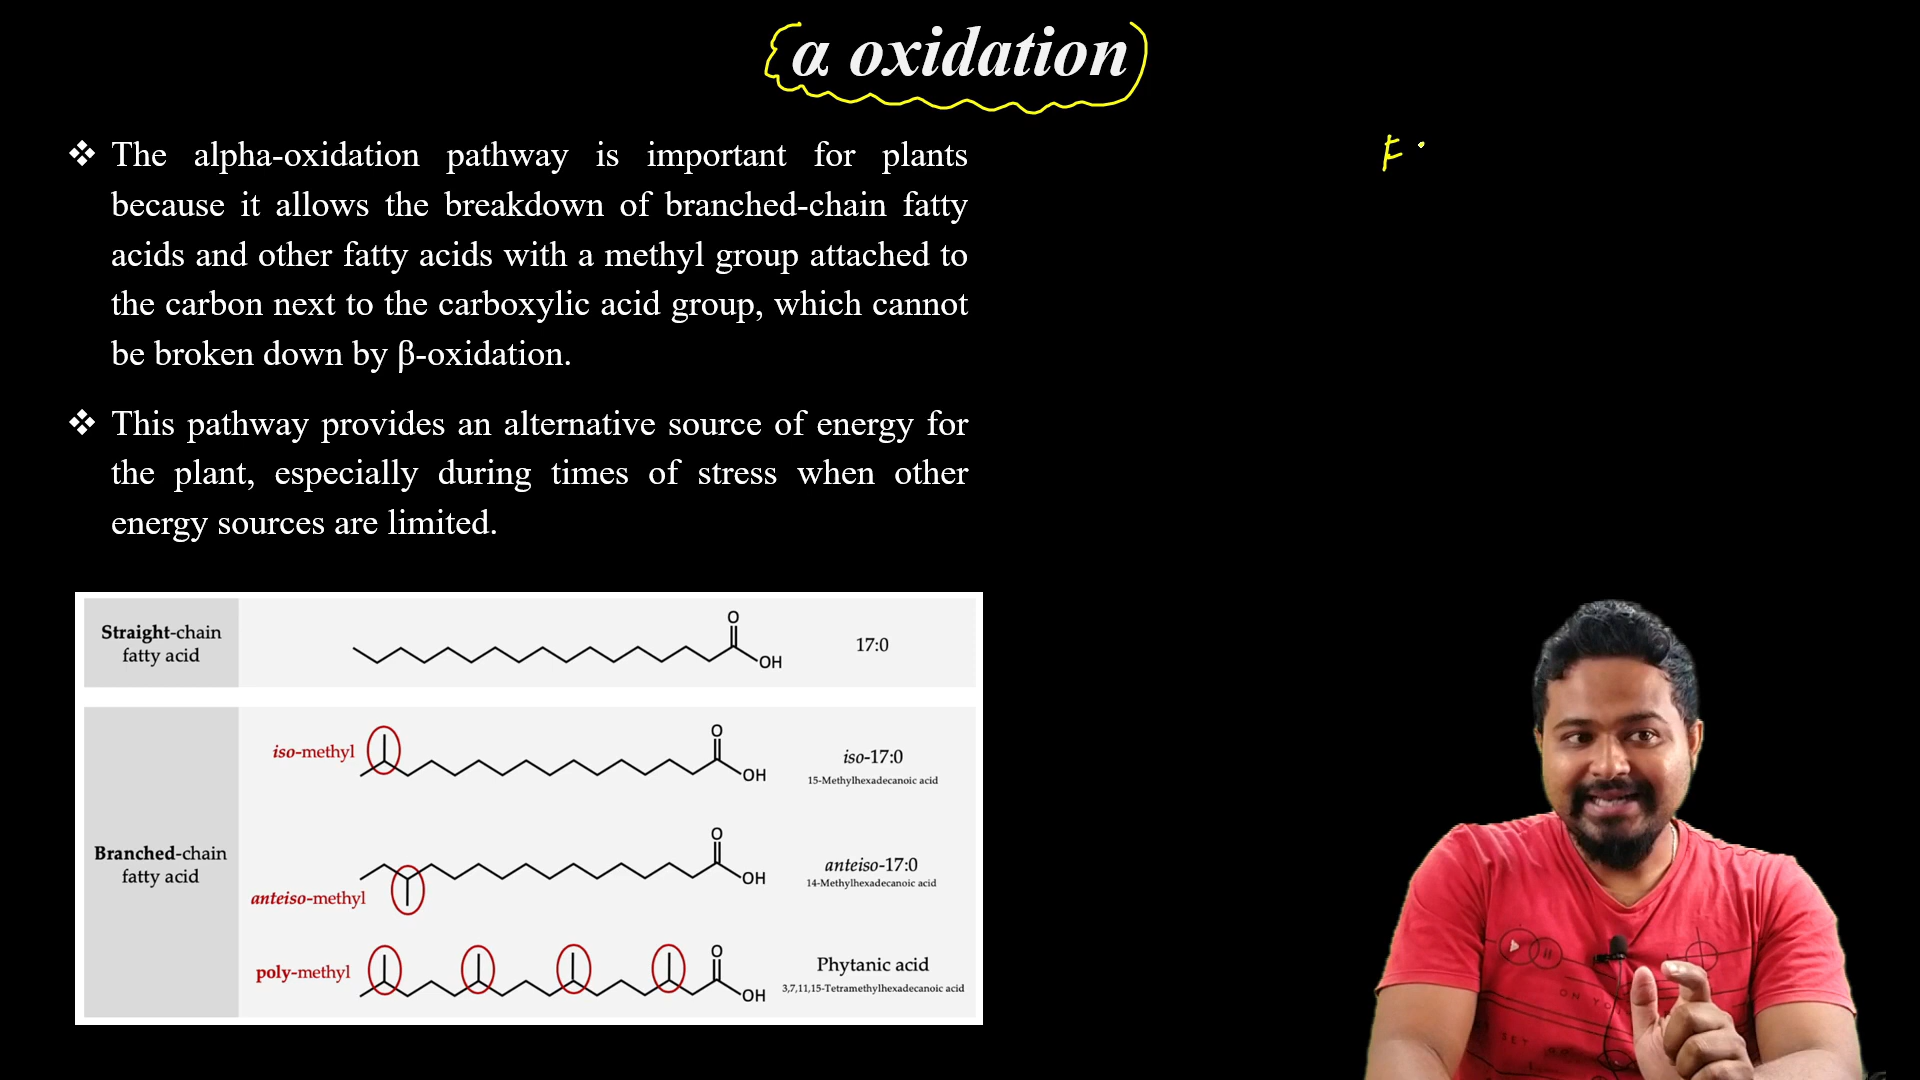 α oxidation
❖ The alpha-oxidation pathway is important for plants
because it allows the breakdown of branched-chain fatty
acids and other fatty acids with a methyl group attached to
the carbon next to the carboxylic acid group, which cannot
be broken down by β-oxidation.
❖ This pathway provides an alternative source of energy for
the plant, especially during times of stress when other
energy sources are limited.
Straight-chain
fatty acid
O
OH
17:0
Branched-chain
fatty acid
iso-methyl
O
OH
iso-17:0
15-Methylhexadecanoic acid
anteiso-methyl
O
OH
anteiso-17:0
14-Methylhexadecanoic acid
poly-methyl
O
OH
Phytanic acid
3,7,11,15-Tetramethylhexadecanoic acid